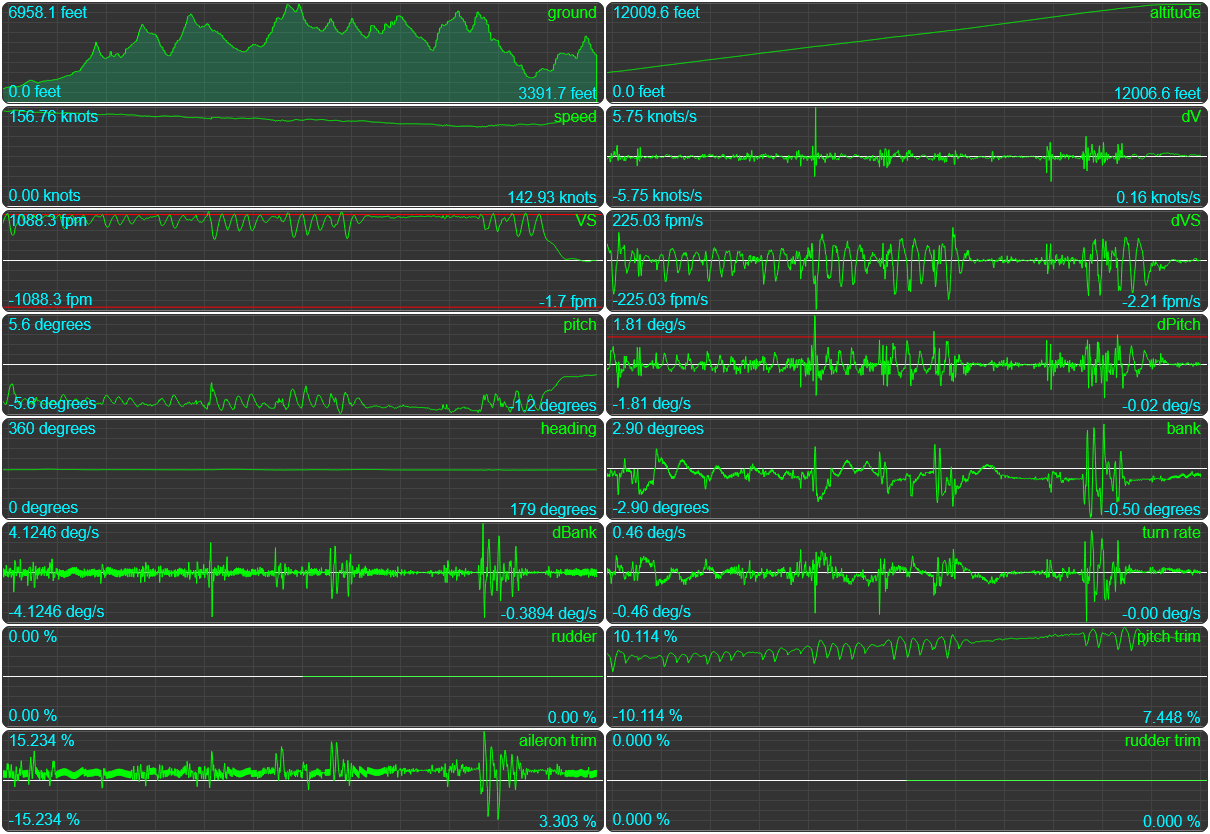 6958.1 feet ground
0.0 feet 3391.7 feet
12009.6 feet altitude
0.0 feet 12006.6 feet
156.76 knots speed
0.00 knots 142.93 knots
5.75 knots/s dV
-5.75 knots/s 0.16 knots/s
1088.3 fpm VS
-1088.3 fpm -1.7 fpm
225.03 fpm/s dVS
-225.03 fpm/s -2.21 fpm/s
5.6 degrees pitch
-5.6 degrees -1.2 degrees
1.81 deg/s dPitch
-1.81 deg/s -0.02 deg/s
360 degrees heading
0 degrees 179 degrees
2.90 degrees bank
-2.90 degrees -0.50 degrees
4.1246 deg/s dBank
-4.1246 deg/s -0.3894 deg/s
0.46 deg/s turn rate
-0.46 deg/s -0.00 deg/s
0.00 % rudder
0.00 % 0.00 %
10.114 % pitch trim
-10.114 % 7.448 %
15.234 % aileron trim
-15.234 % 3.303 %
0.000 % rudder trim
0.000 % 0.000 %